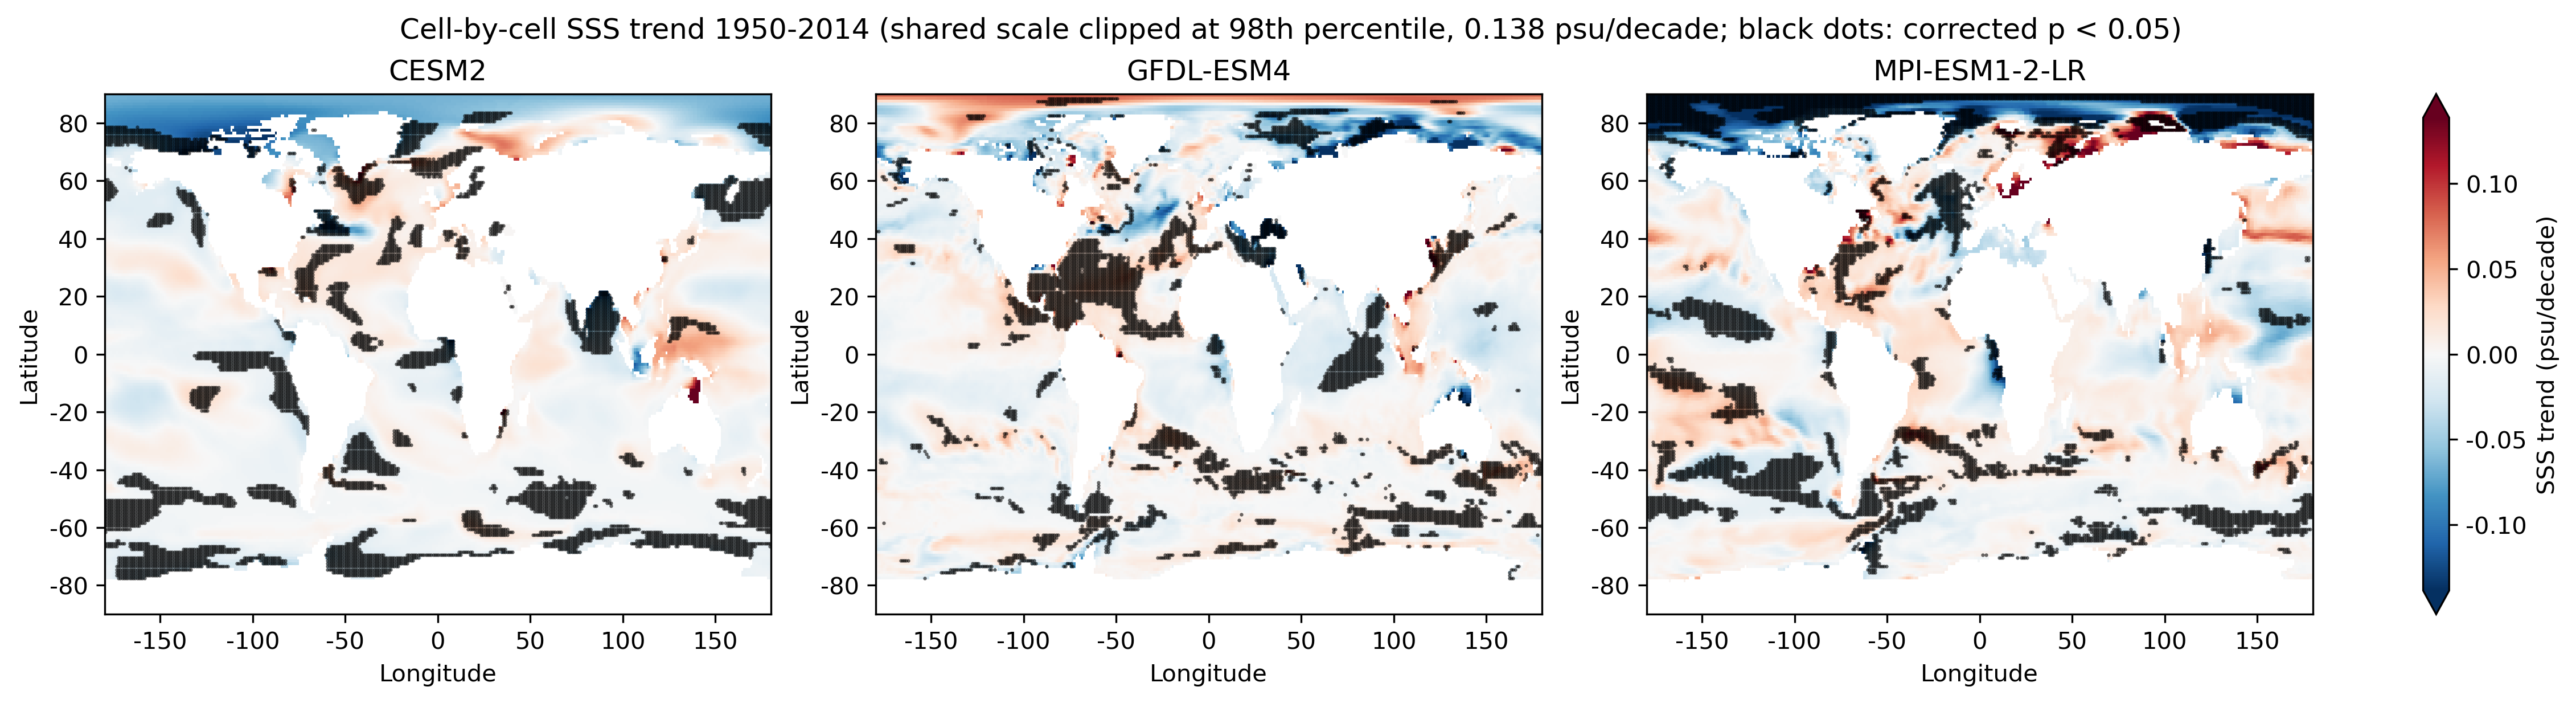 Cell-by-cell SSS trend 1950-2014 (shared scale clipped at 98th percentile, 0.138 psu/decade; black dots: corrected p < 0.05)
CESM2
80
60
40
20
0
-20
-40
-60
-80
Latitude
-150 -100 -50 0 50 100 150
Longitude
GFDL-ESM4
80
60
40
20
0
-20
-40
-60
-80
Latitude
-150 -100 -50 0 50 100 150
Longitude
MPI-ESM1-2-LR
80
60
40
20
0
-20
-40
-60
-80
Latitude
-150 -100 -50 0 50 100 150
Longitude
0.10
0.05
0.00
-0.05
-0.10
SSS trend (psu/decade)